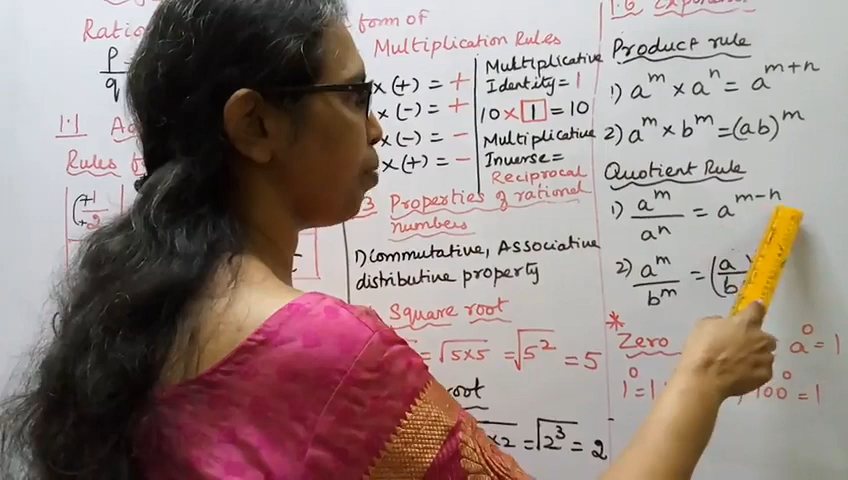 form of
P
q
1.1
Rules
+1
2
Multiplication Rules
×(+) = +
×(-) = +
×(-) = -
×(+) = -
Multiplicative
Identity = 1
10 × 1 = 10
Multiplicative
Inverse =
Reciprocal
3 Properties of rational
numbers
1) Commutative, Associative
distributive property
Square root
= √5×5 = √5² = 5
root
×2 = √2³ = 2
1.6
Product rule
1) aᵐ × aⁿ = aᵐ⁺ⁿ
2) aᵐ × bᵐ = (ab)ᵐ
Quotient Rule
1) aᵐ/aⁿ = aᵐ⁻ⁿ
2) aᵐ/bᵐ = (a/b
* Zero
a⁰ = 1
1⁰ = 1
100⁰ = 1